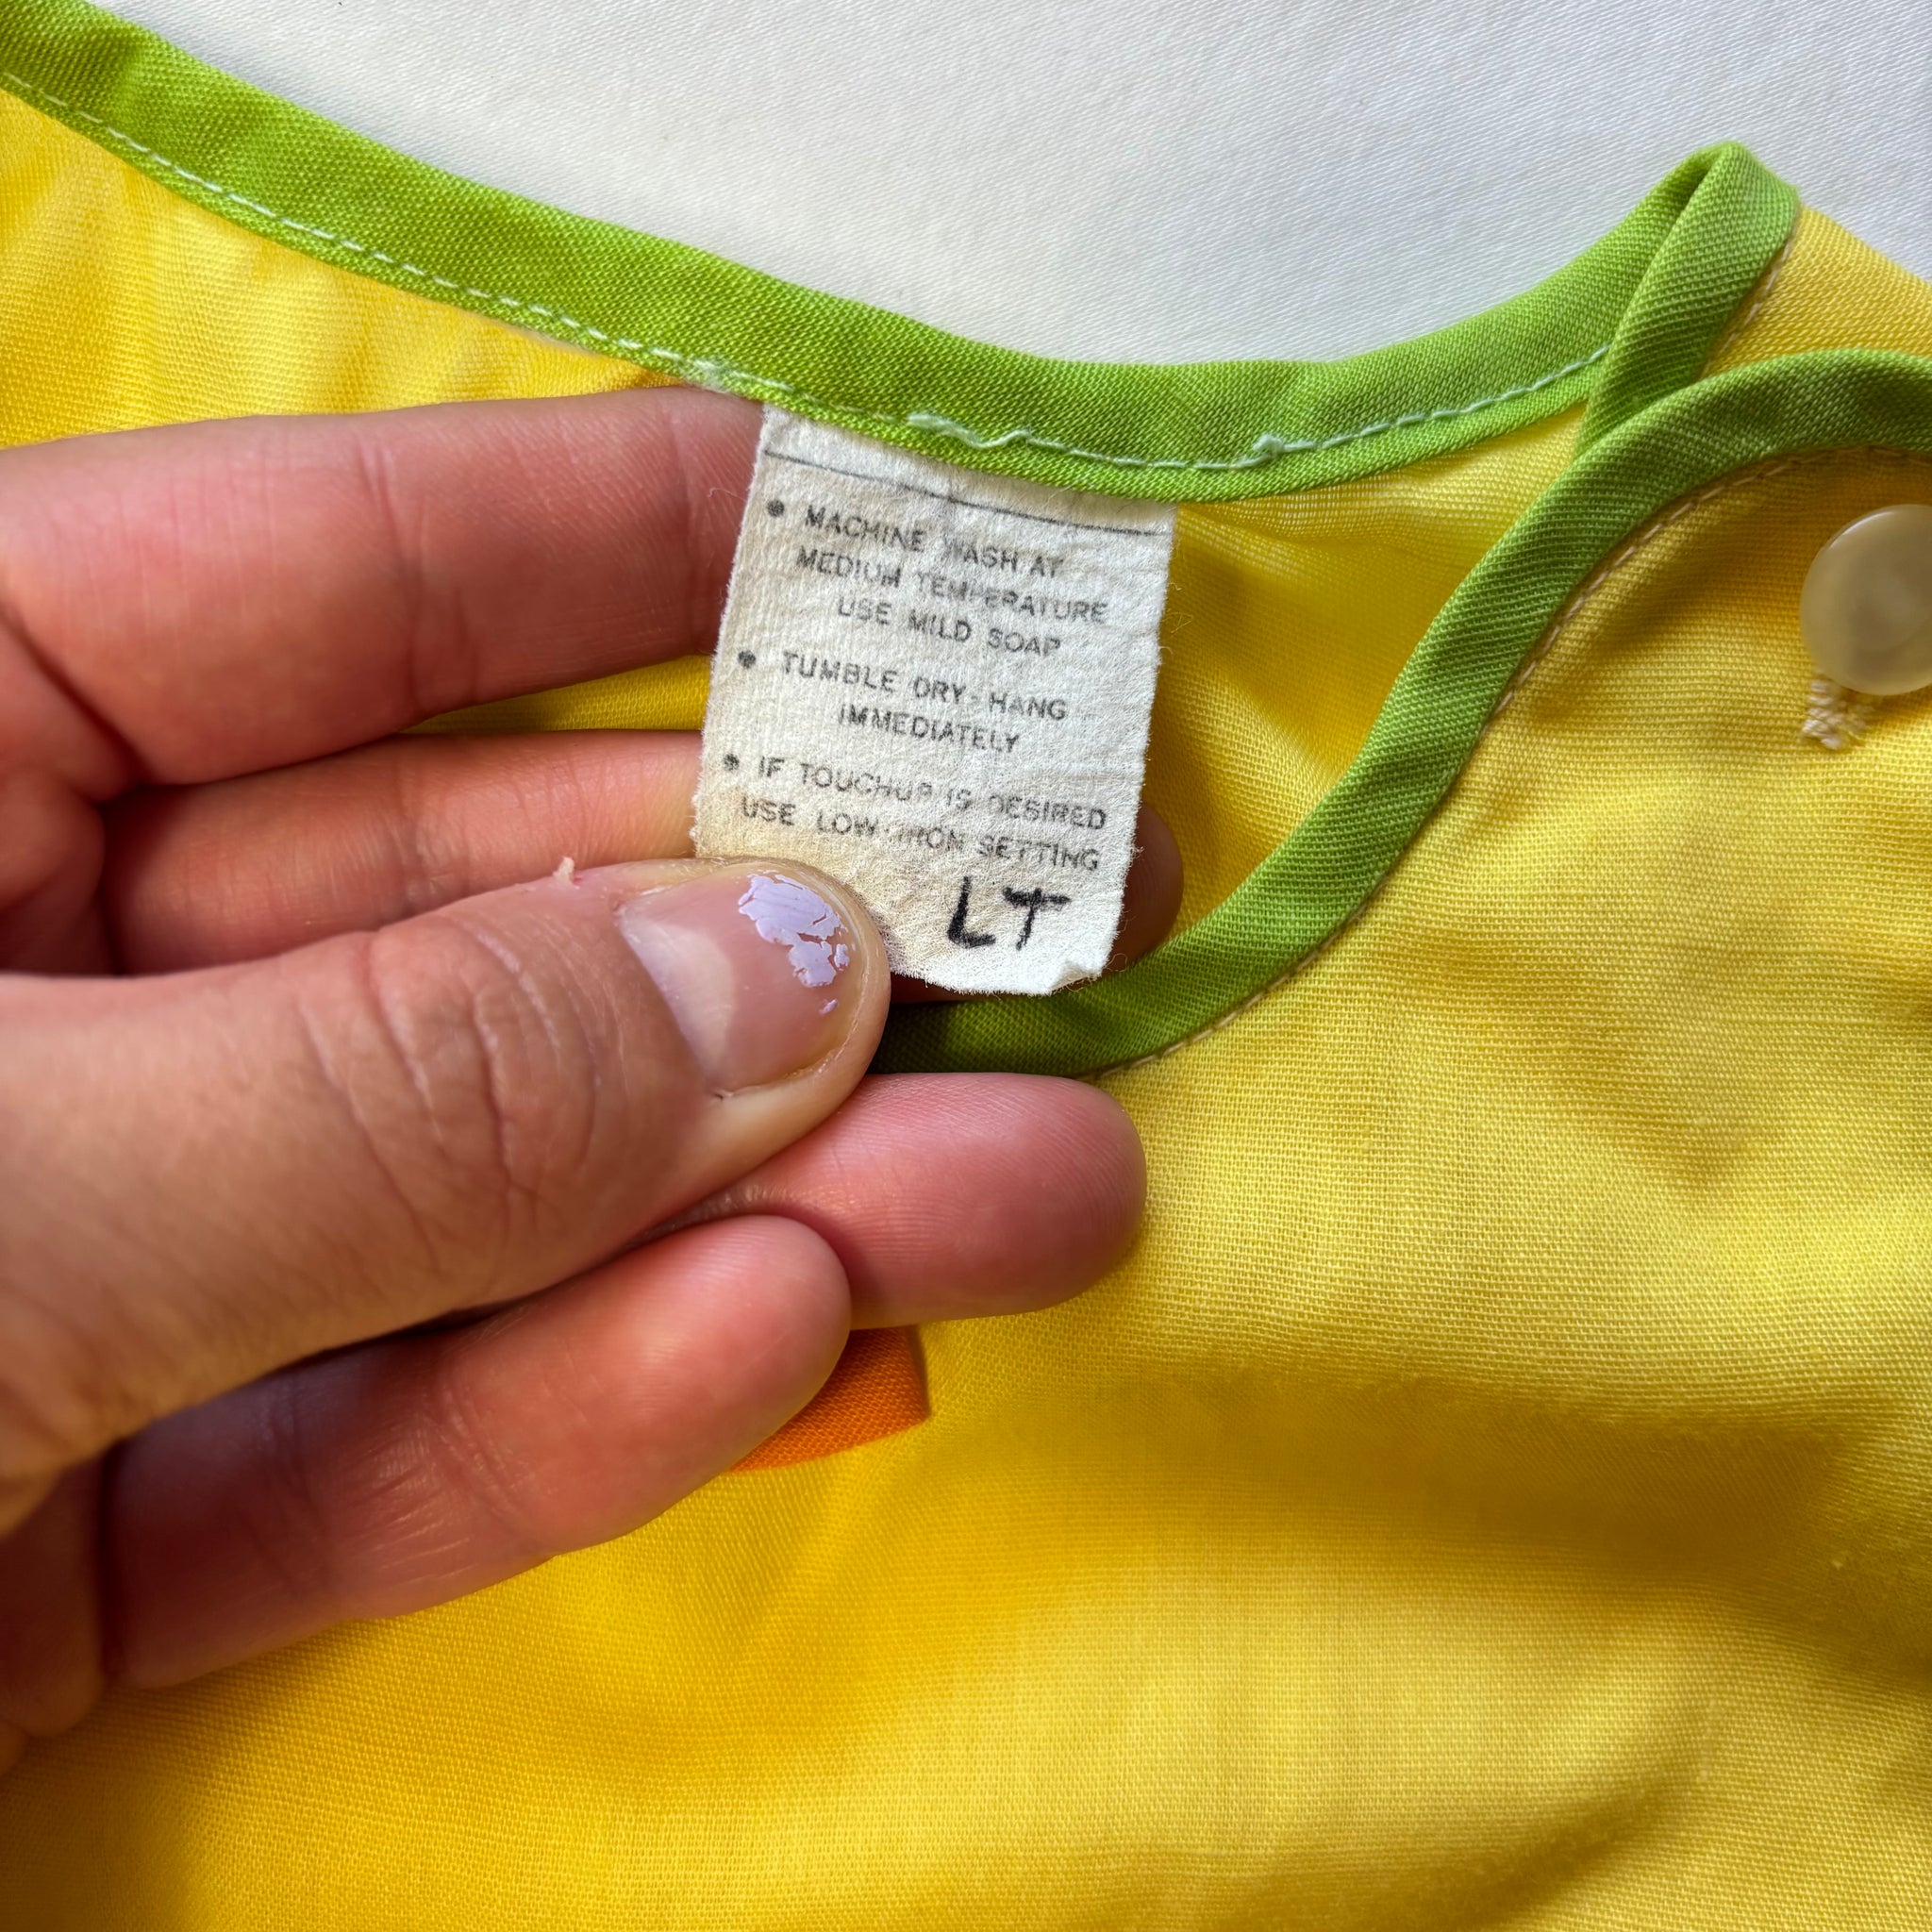 • MACHINE WASH AT
MEDIUM TEMPERATURE
USE MILD SOAP
• TUMBLE DRY-HANG
IMMEDIATELY
• IF TOUCHUP IS DESIRED
USE LOW-IRON SETTING
LT